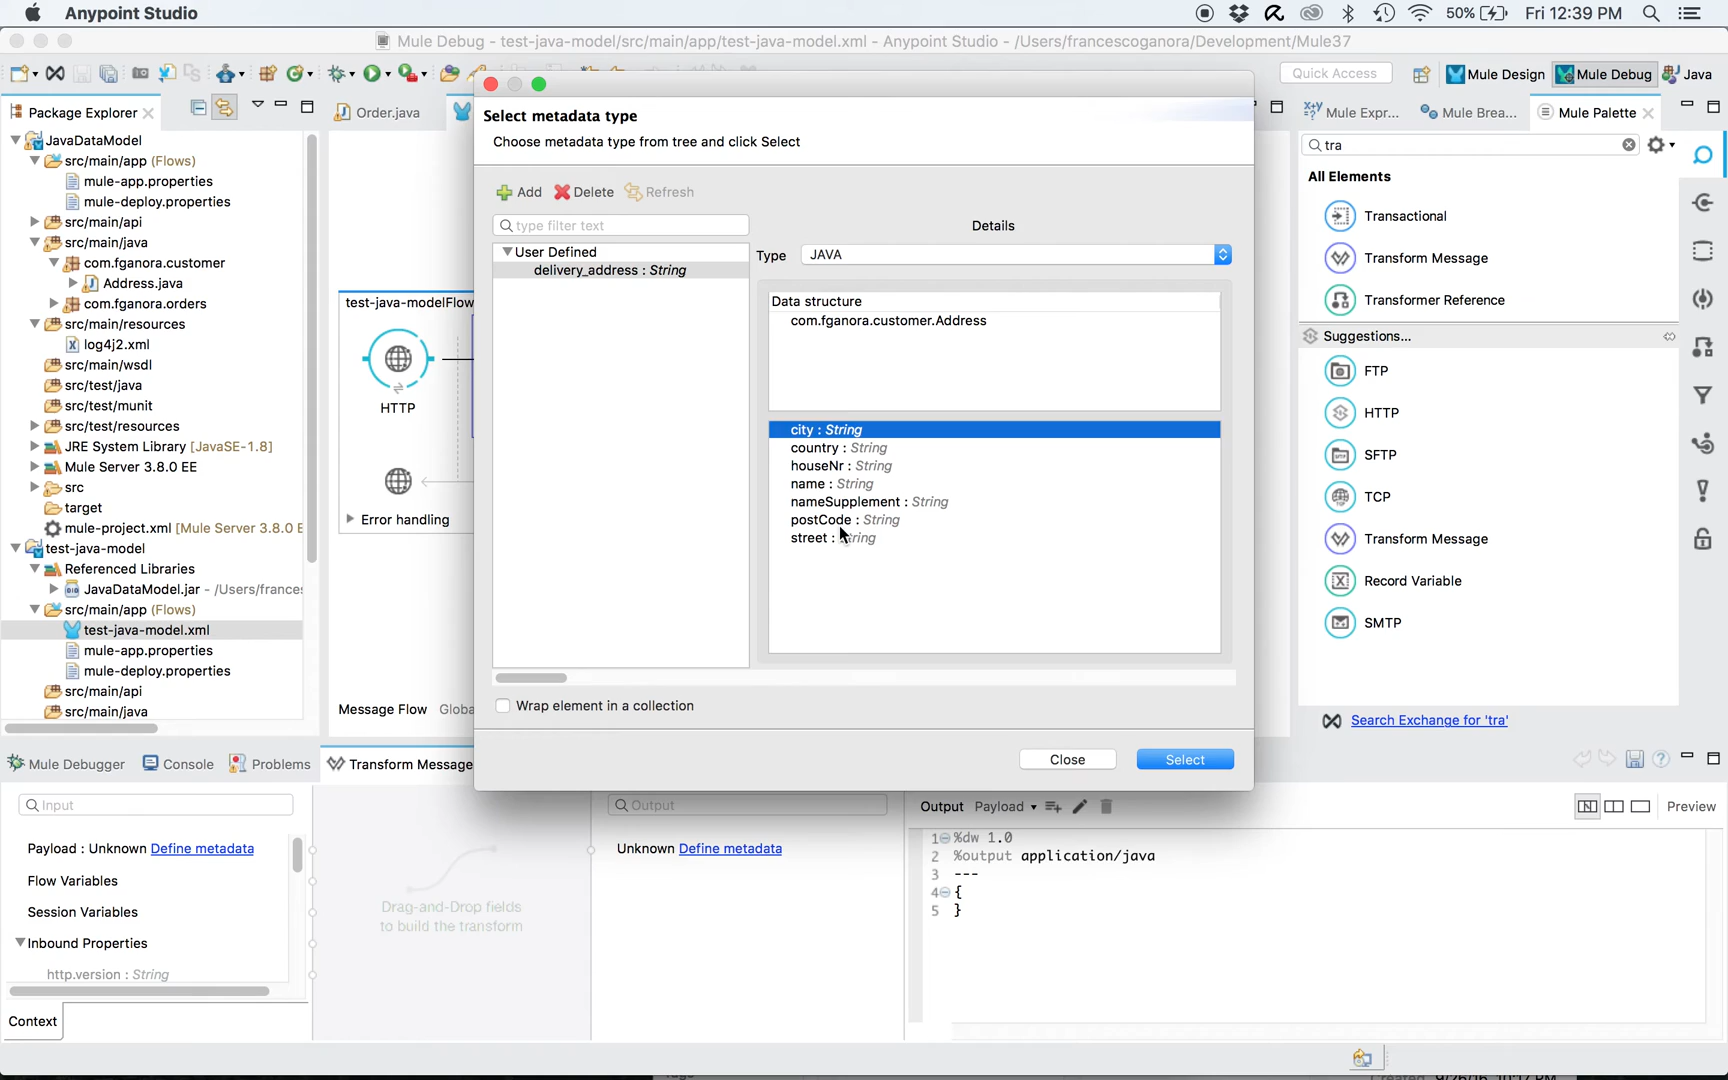 Anypoint Studio
50%
Fri 12:39 PM
Mule Debug - test-java-model/src/main/app/test-java-model.xml - Anypoint Studio - /Users/francescoganora/Development/Mule37
Quick Access
Mule Design
Mule Debug
Java
Package Explorer
Order.java
JavaDataModel
src/main/app (Flows)
mule-app.properties
mule-deploy.properties
src/main/api
src/main/java
com.fganora.customer
Address.java
com.fganora.orders
src/main/resources
log4j2.xml
src/main/wsdl
src/test/java
src/test/munit
src/test/resources
JRE System Library [JavaSE-1.8]
Mule Server 3.8.0 EE
src
target
mule-project.xml [Mule Server 3.8.0 E
test-java-model
Referenced Libraries
JavaDataModel.jar - /Users/frances
src/main/app (Flows)
test-java-model.xml
mule-app.properties
mule-deploy.properties
src/main/api
src/main/java
test-java-modelFlow
HTTP
Error handling
Message Flow
Globa
Select metadata type
Choose metadata type from tree and click Select
Add
Delete
Refresh
type filter text
User Defined
delivery_address : String
Details
Type
JAVA
Data structure
com.fganora.customer.Address
city : String
country : String
houseNr : String
name : String
nameSupplement : String
postCode : String
street : String
Wrap element in a collection
Close
Select
Mule Expr...
Mule Brea...
Mule Palette
tra
All Elements
Transactional
Transform Message
Transformer Reference
Suggestions...
FTP
HTTP
SFTP
TCP
Transform Message
Record Variable
SMTP
Search Exchange for 'tra'
Mule Debugger
Console
Problems
Transform Message
Input
Payload : Unknown Define metadata
Flow Variables
Session Variables
Inbound Properties
http.version : String
Context
Drag-and-Drop fields
to build the transform
Output
Unknown Define metadata
Output Payload
Preview
1 %dw 1.0
2 %output application/java
3 ---
4 {
5 }